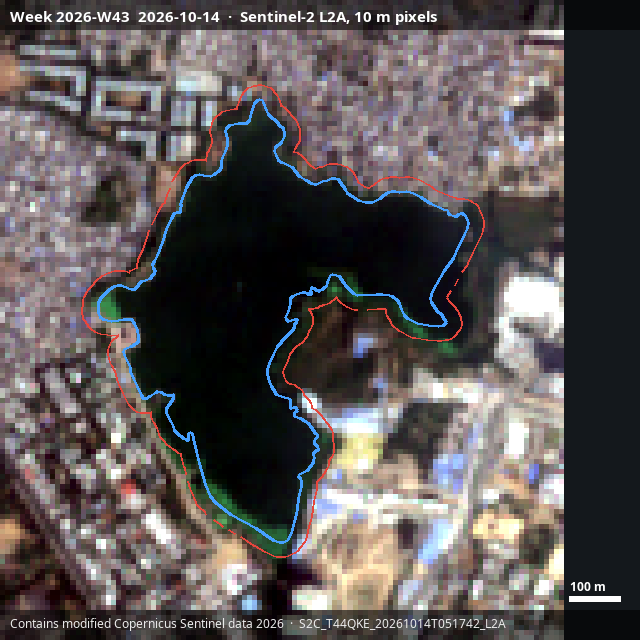 Week 2026-W43 2026-10-14 · Sentinel-2 L2A, 10 m pixels
100 m
Contains modified Copernicus Sentinel data 2026 · S2C_T44QKE_20261014T051742_L2A